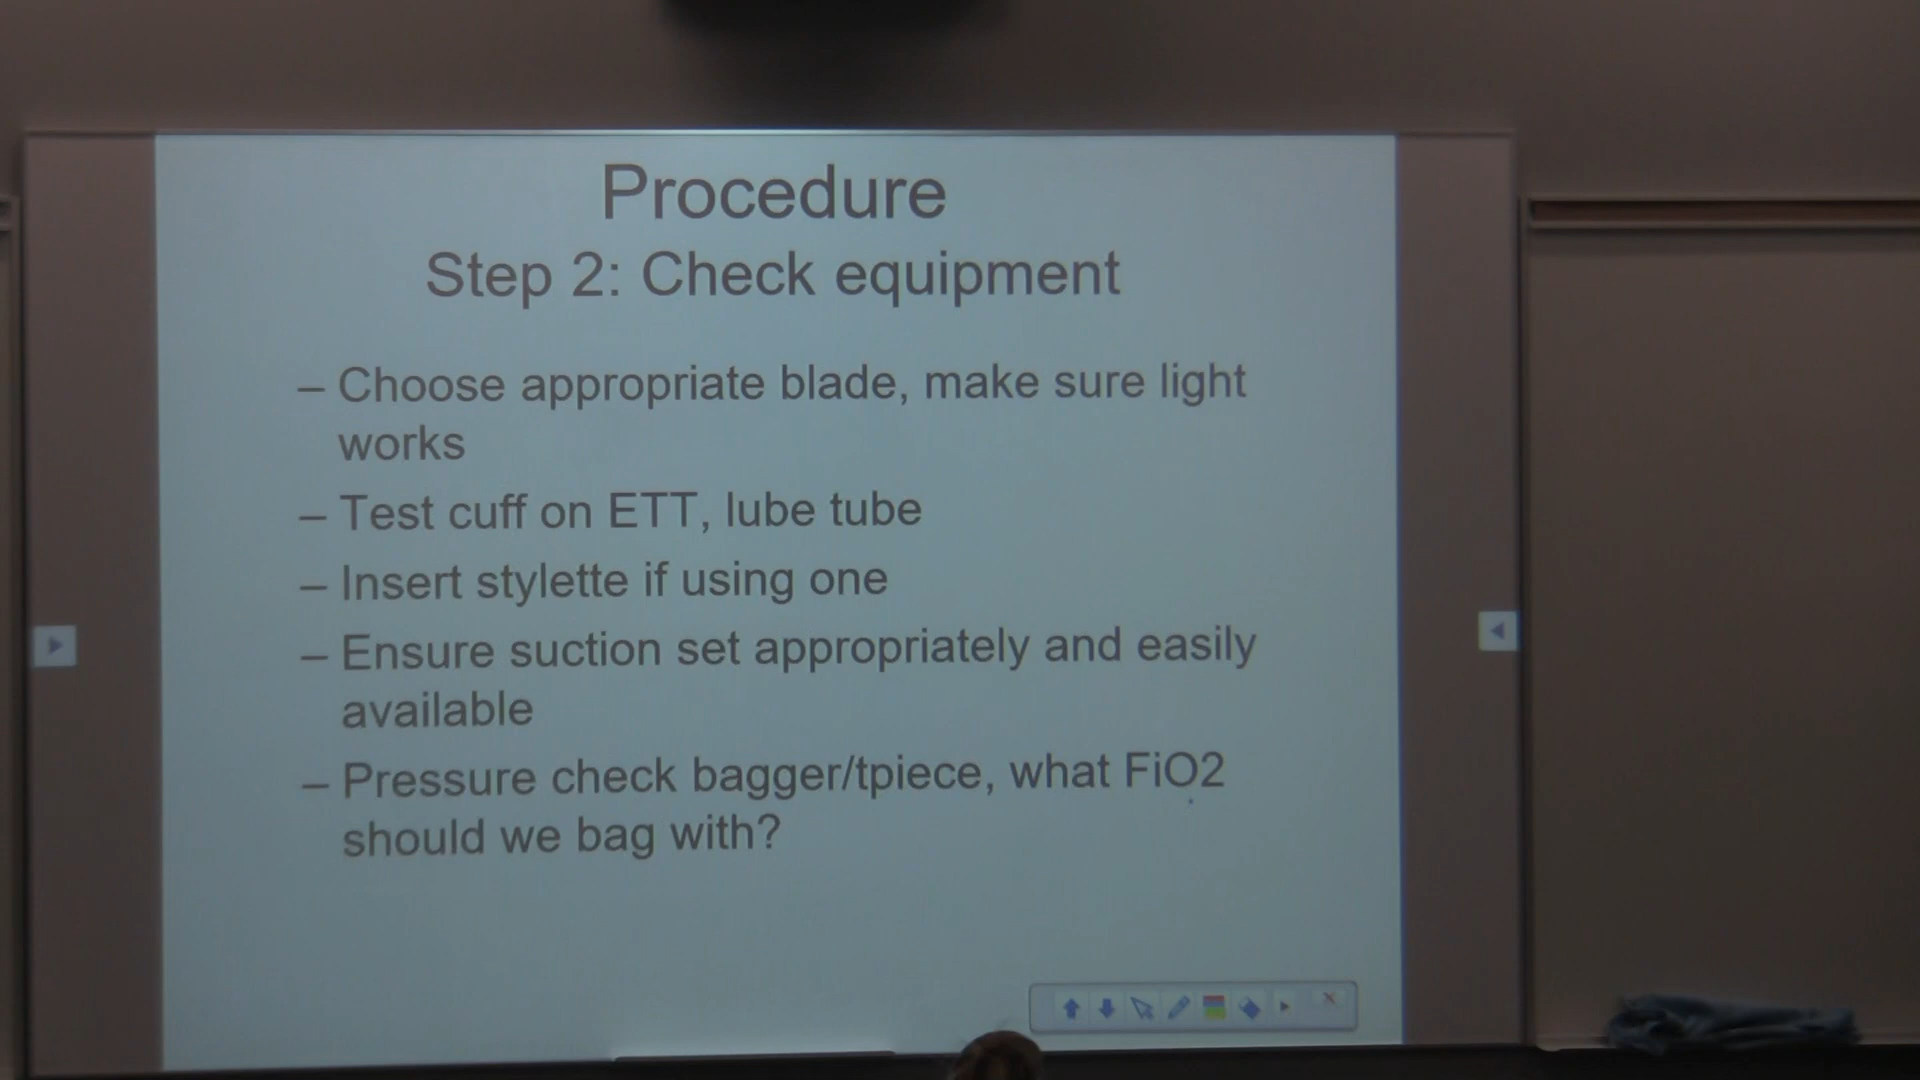 Procedure
Step 2: Check equipment
– Choose appropriate blade, make sure light
works
– Test cuff on ETT, lube tube
– Insert stylette if using one
– Ensure suction set appropriately and easily
available
– Pressure check bagger/tpiece, what FiO2
should we bag with?